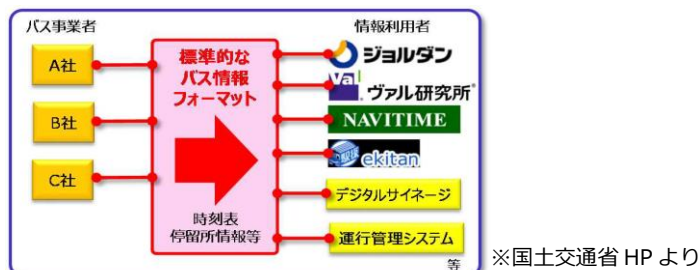 バス事業者
情報利用者
A社
B社
C社
標準的な
バス情報
フォーマット
時刻表
停留所情報等
ジョルダン
Val
ヴァル研究所
NAVITIME
ekitan
デジタルサイネージ
運行管理システム
等
※国土交通省 HP より